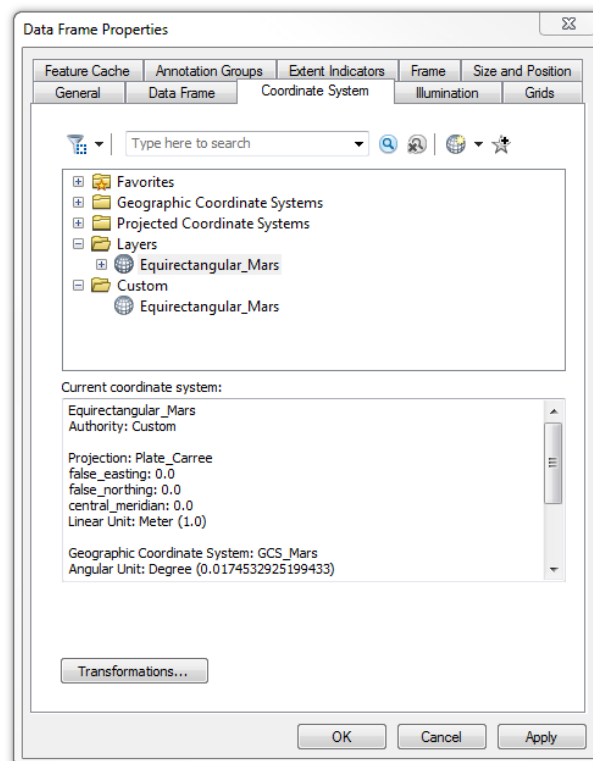 Data Frame Properties
Feature Cache Annotation Groups Extent Indicators Frame Size and Position
General Data Frame Coordinate System Illumination Grids
Type here to search
Favorites
Geographic Coordinate Systems
Projected Coordinate Systems
Layers
Equirectangular_Mars
Custom
Equirectangular_Mars
Current coordinate system:
Equirectangular_Mars
Authority: Custom
Projection: Plate_Carree
false_easting: 0.0
false_northing: 0.0
central_meridian: 0.0
Linear Unit: Meter (1.0)
Geographic Coordinate System: GCS_Mars
Angular Unit: Degree (0.0174532925199433)
Transformations...
OK Cancel Apply